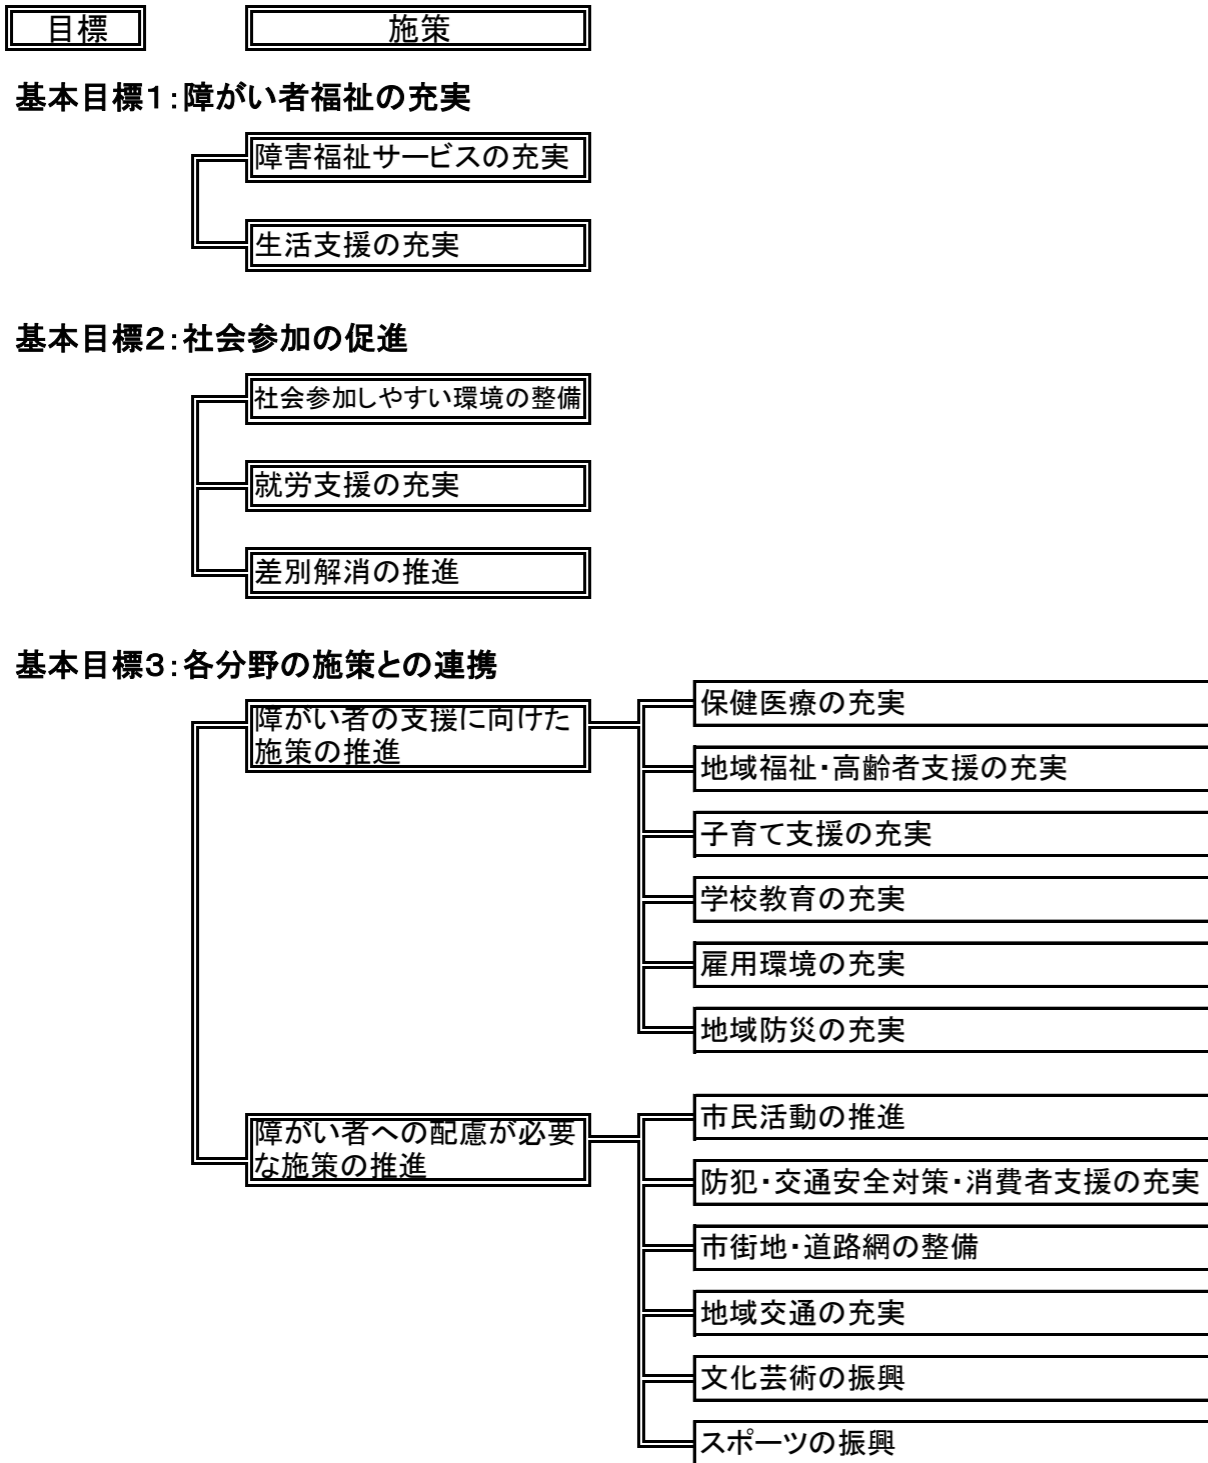 目標
施策
基本目標1：障がい者福祉の充実
障害福祉サービスの充実
生活支援の充実
基本目標2：社会参加の促進
社会参加しやすい環境の整備
就労支援の充実
差別解消の推進
基本目標3：各分野の施策との連携
障がい者の支援に向けた
施策の推進
保健医療の充実
地域福祉・高齢者支援の充実
子育て支援の充実
学校教育の充実
雇用環境の充実
地域防災の充実
障がい者への配慮が必要
な施策の推進
市民活動の推進
防犯・交通安全対策・消費者支援の充実
市街地・道路網の整備
地域交通の充実
文化芸術の振興
スポーツの振興